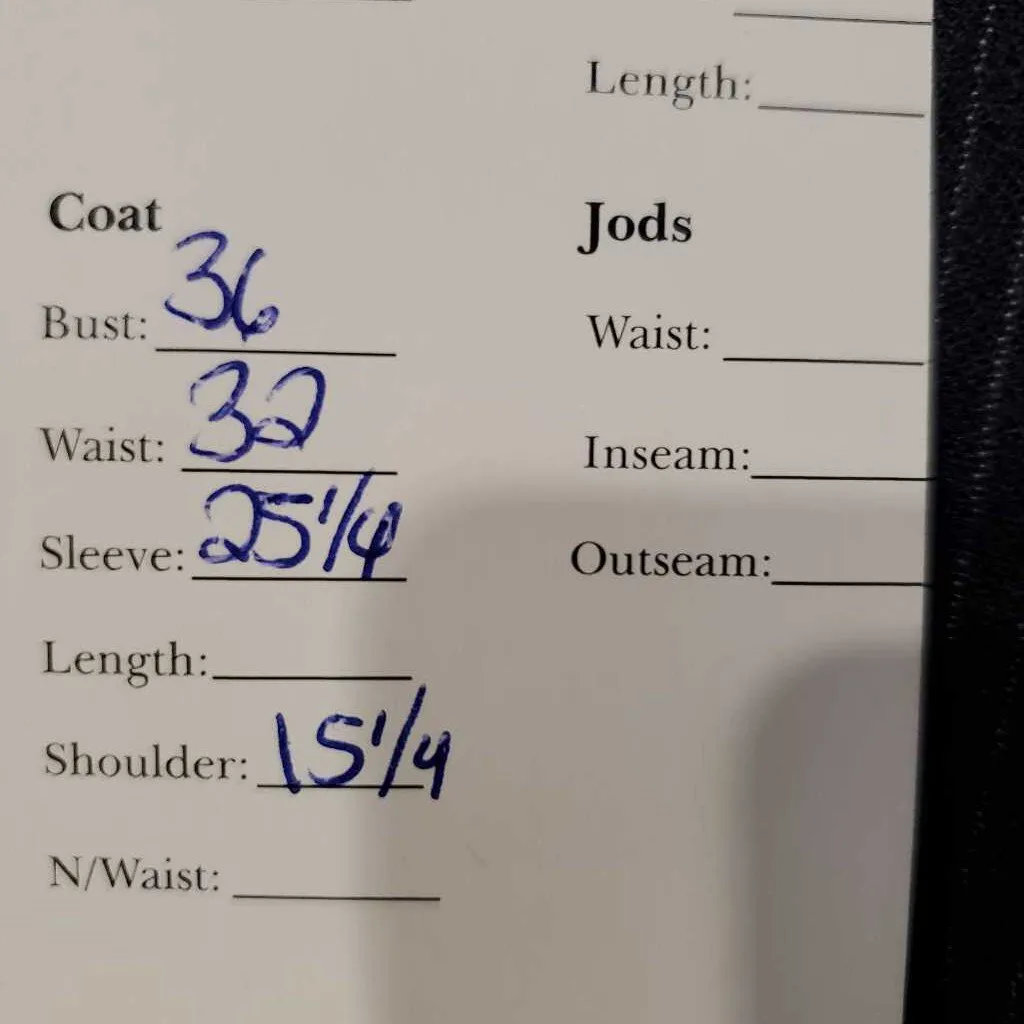 Length:
Coat
Bust: 36
Waist: 32
Sleeve: 25 1/4
Length:
Shoulder: 15 1/4
N/Waist:
Jods
Waist:
Inseam:
Outseam: